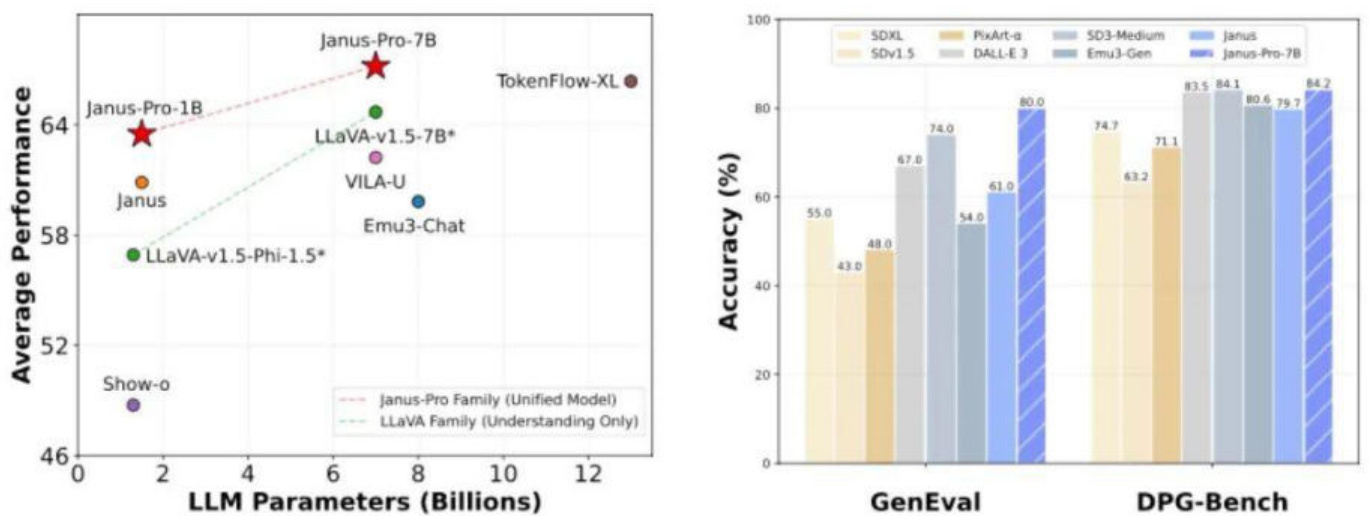 Janus-Pro-7B
TokenFlow-XL
Janus-Pro-1B
64
LLaVA-v1.5-7B*
VILA-U
Janus
Emu3-Chat
58
LLaVA-v1.5-Phi-1.5*
52
Show-o
Janus-Pro Family (Unified Model)
LLaVA Family (Understanding Only)
46
0 2 4 6 8 10 12
LLM Parameters (Billions)
Average Performance
100
SDXL PixArt-α SD3-Medium Janus
SDv1.5 DALL-E 3 Emu3-Gen Janus-Pro-7B
80
60
40
20
0
55.0 43.0 48.0 67.0 74.0 54.0 61.0 80.0
74.7 63.2 71.1 83.5 84.1 80.6 79.7 84.2
GenEval DPG-Bench
Accuracy (%)